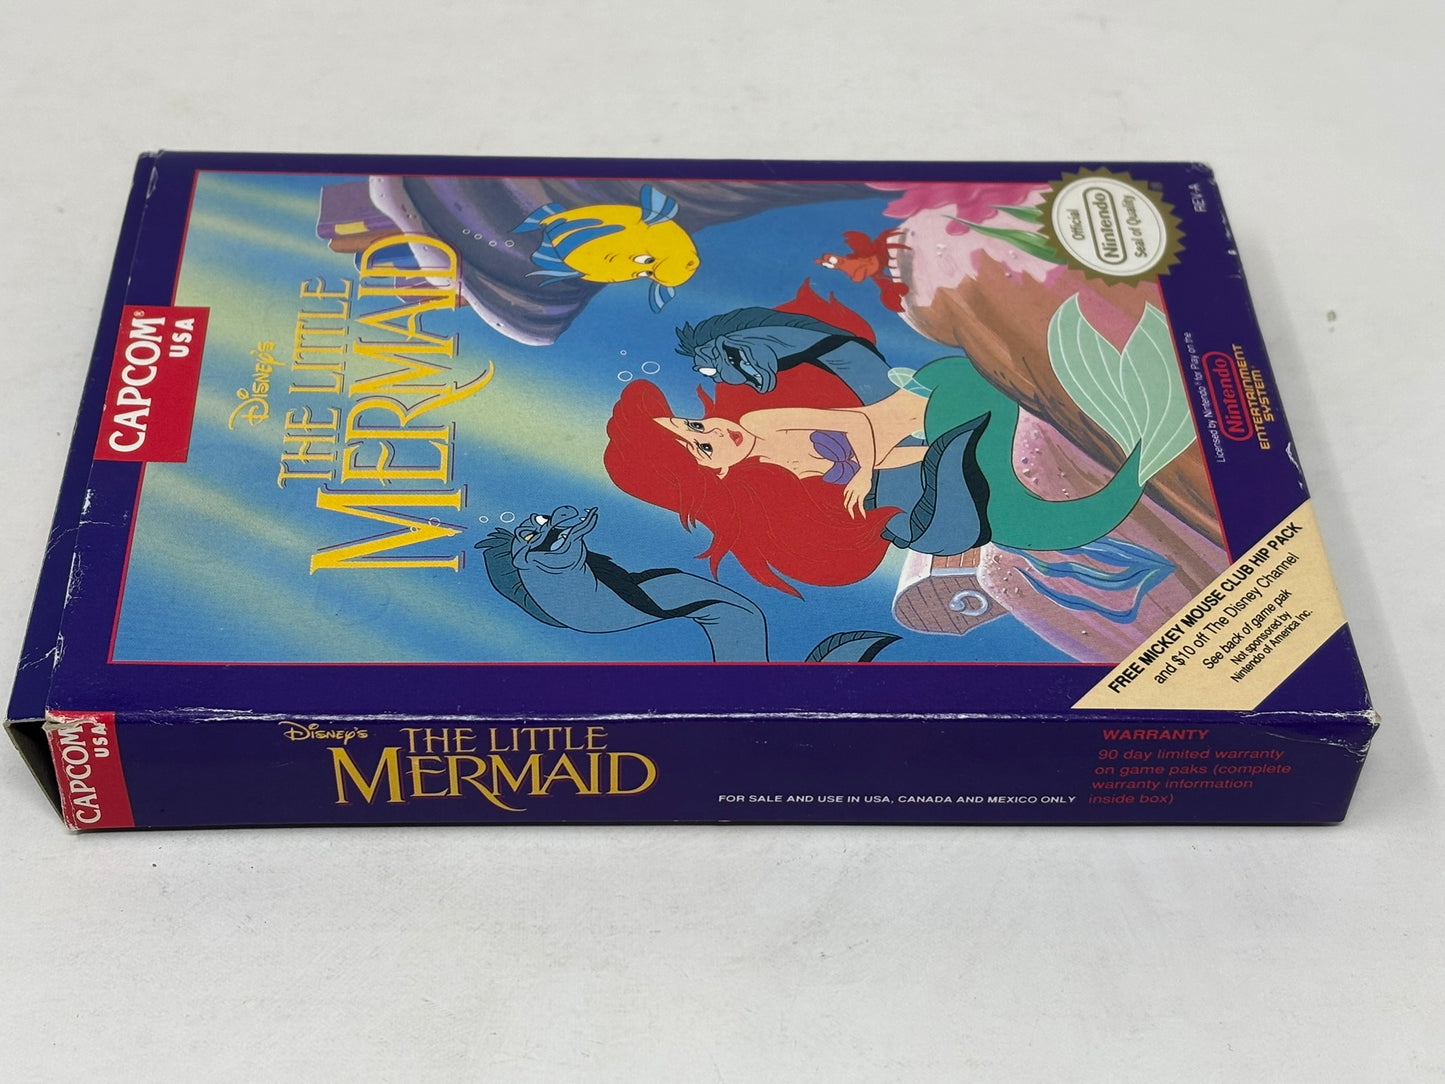 CAPCOM®
USA
Disney's
THE LITTLE
MERMAID
Official
Nintendo
Seal of Quality
REV-A
Licensed by Nintendo® for Play on the
Nintendo
ENTERTAINMENT
SYSTEM
FREE MICKEY MOUSE CLUB HIP PACK
and $10 off The Disney Channel
See back of game pak
Not sponsored by
Nintendo of America Inc.
CAPCOM
USA
Disney's
THE LITTLE
MERMAID
FOR SALE AND USE IN USA, CANADA AND MEXICO ONLY
WARRANTY
90 day limited warranty
on game paks (complete
warranty information
inside box)